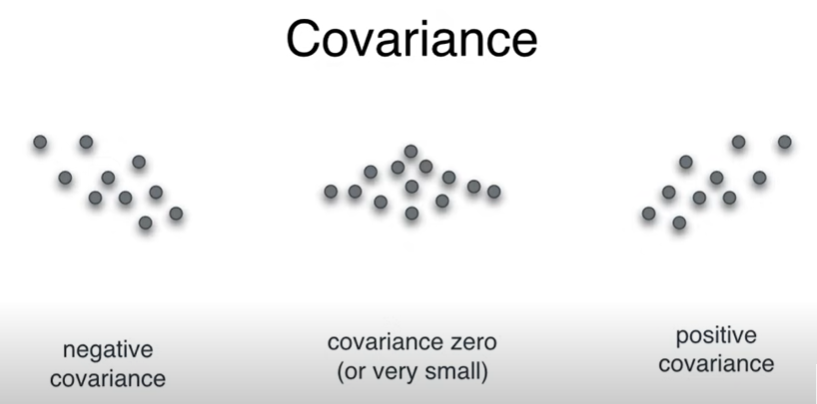 Covariance
negative
covariance
covariance zero
(or very small)
positive
covariance